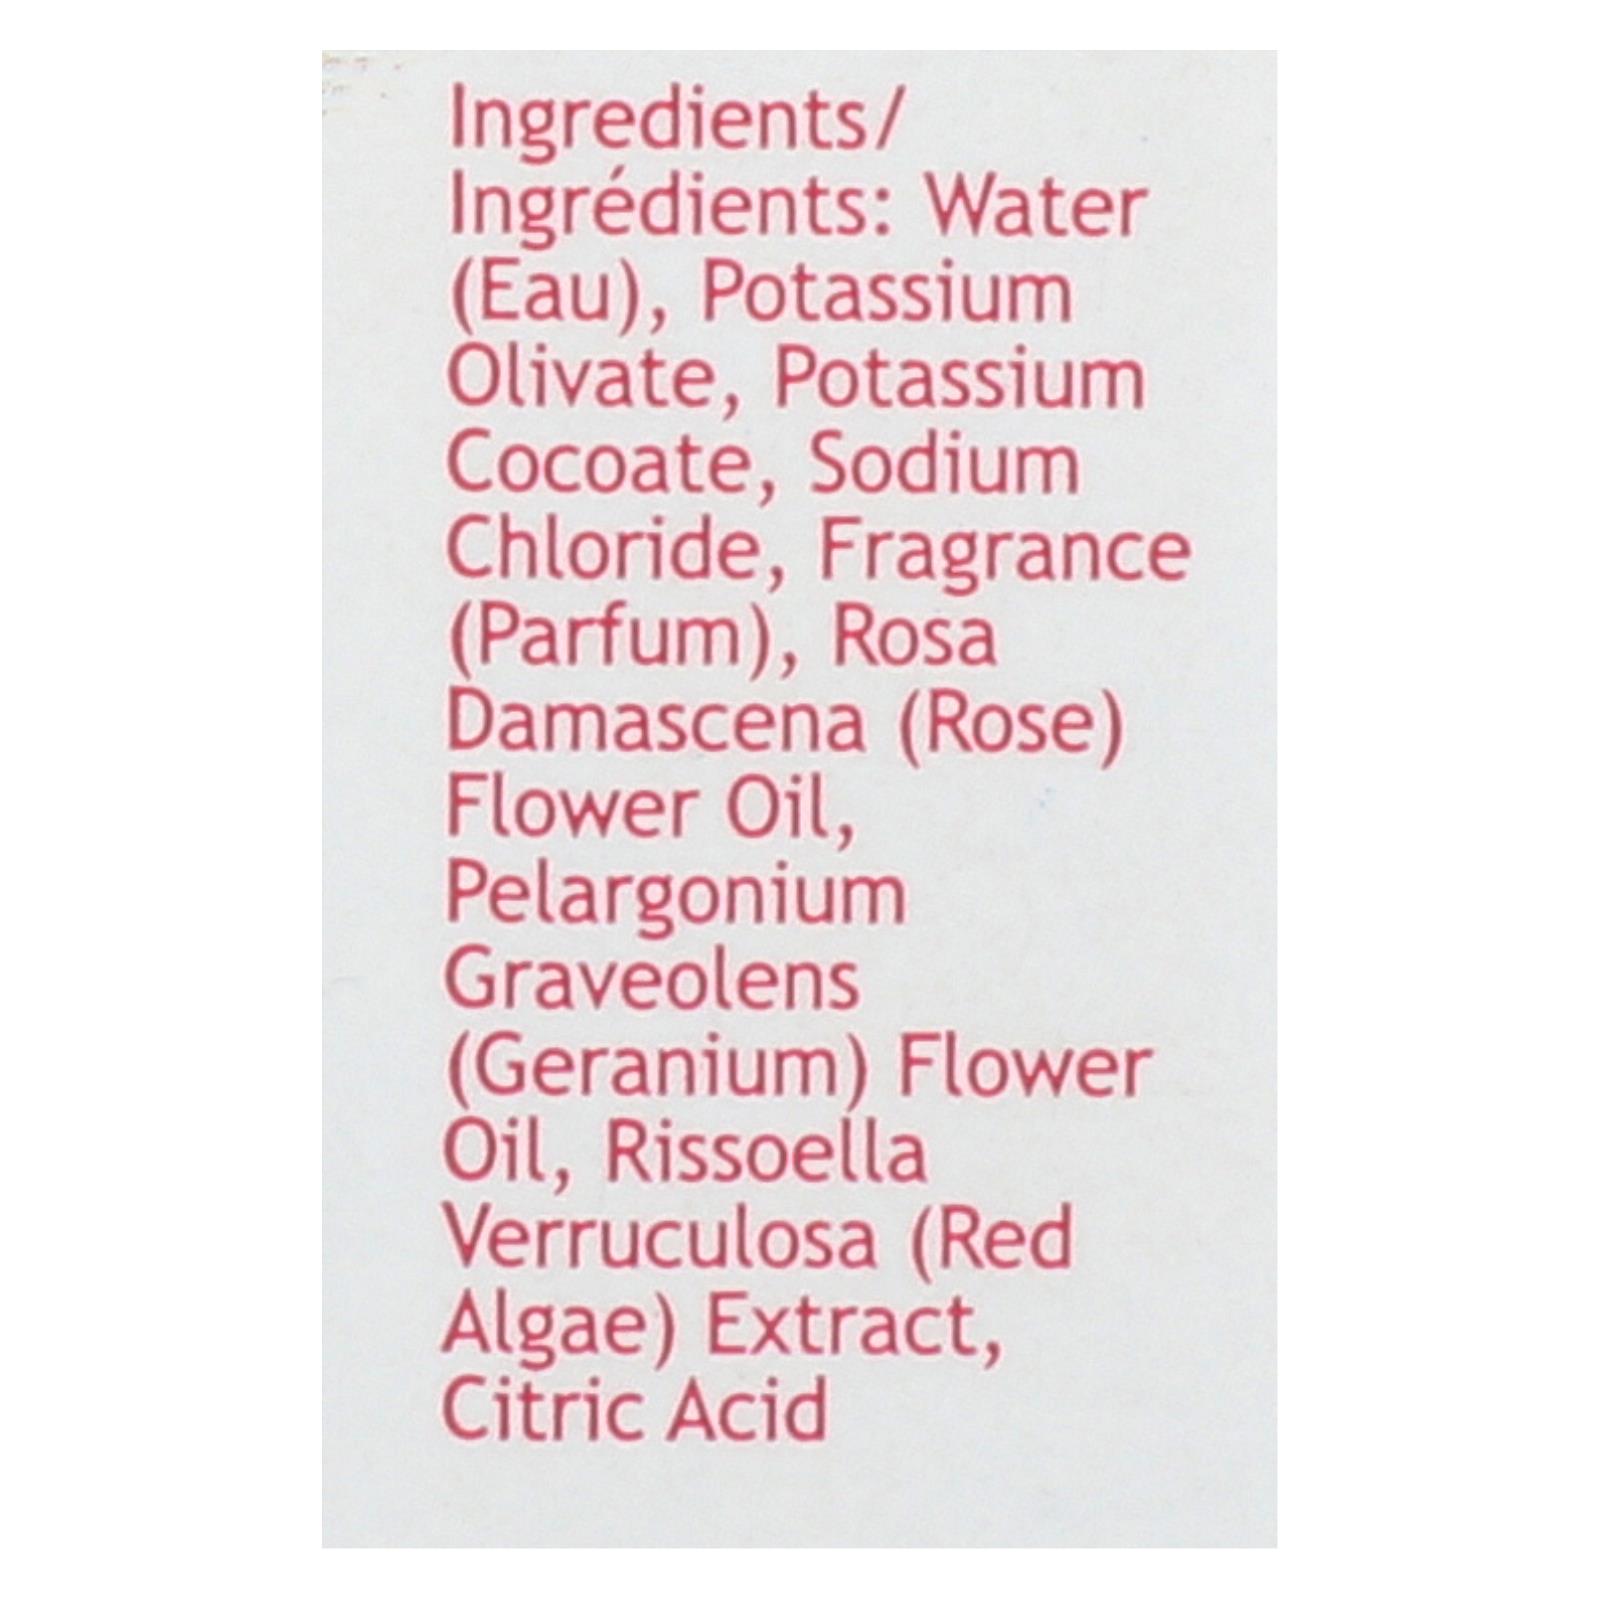 Ingredients/
Ingrédients: Water
(Eau), Potassium
Olivate, Potassium
Cocoate, Sodium
Chloride, Fragrance
(Parfum), Rosa
Damascena (Rose)
Flower Oil,
Pelargonium
Graveolens
(Geranium) Flower
Oil, Rissoella
Verruculosa (Red
Algae) Extract,
Citric Acid